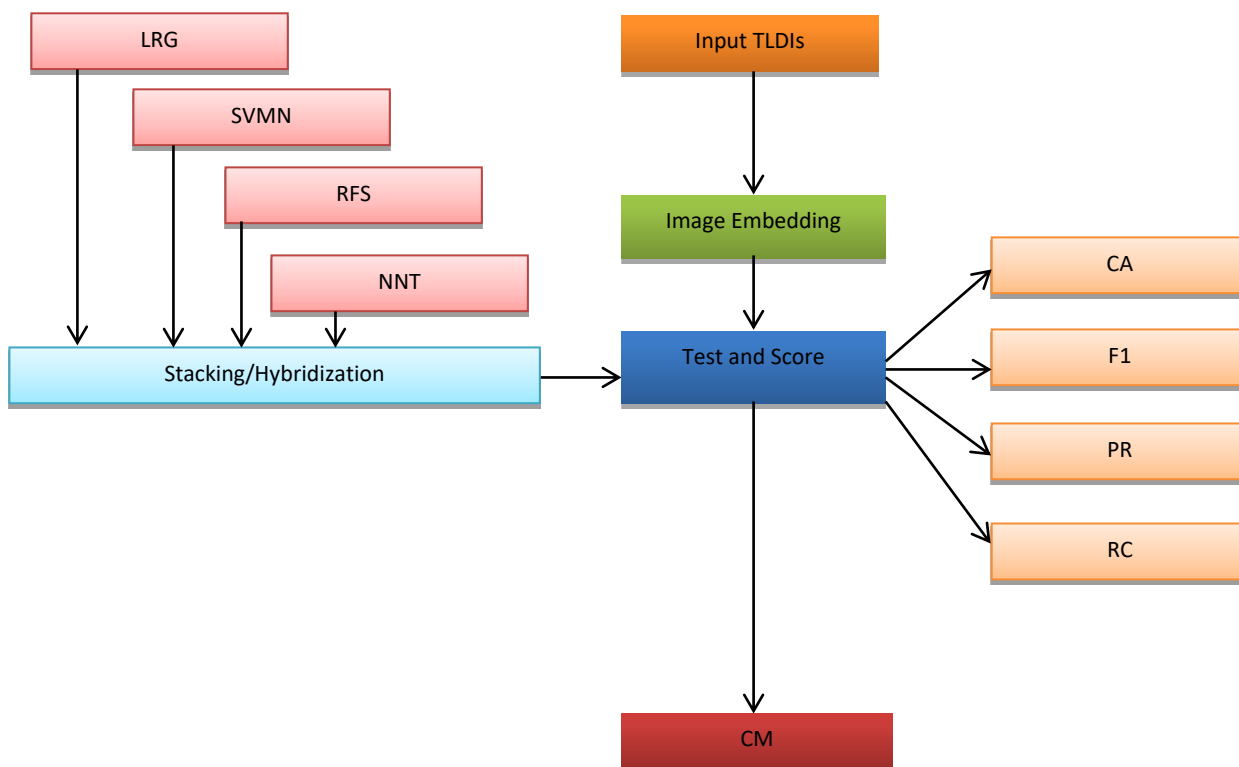 LRG
Input TLDIs
SVMN
RFS
Image Embedding
NNT
CA
Stacking/Hybridization
Test and Score
F1
PR
RC
CM